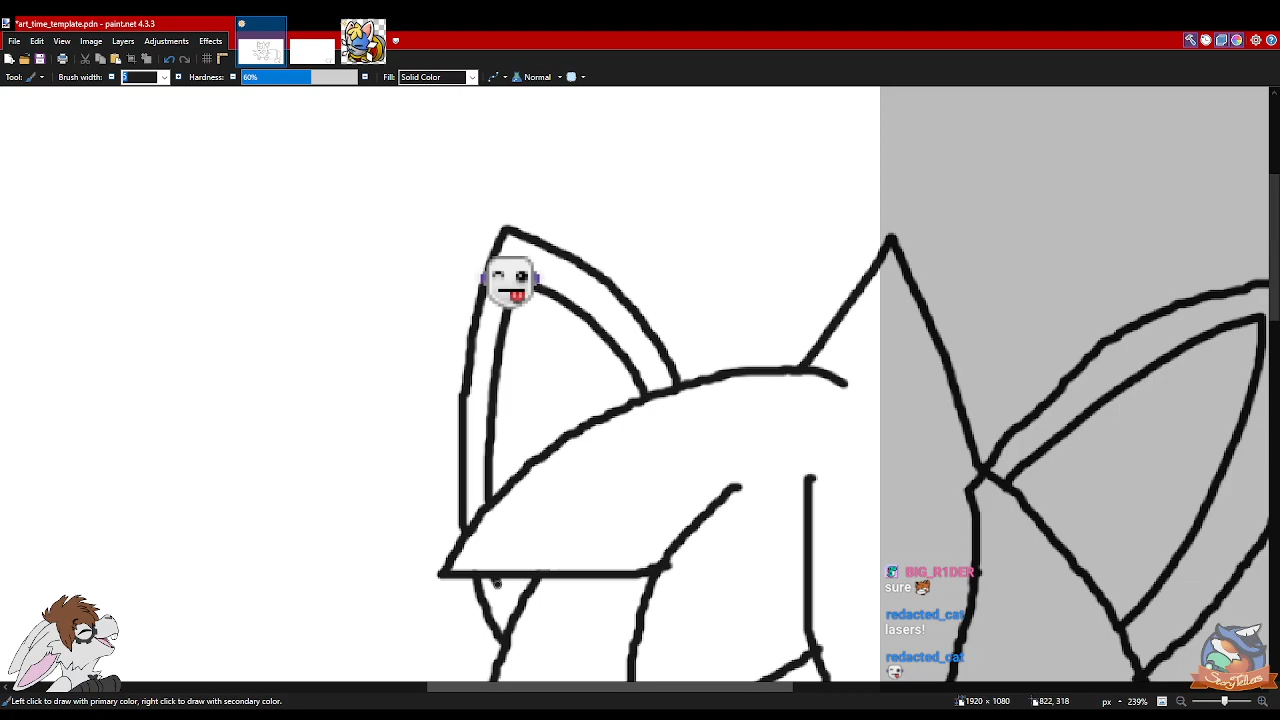 *art_time_template.pdn - paint.net 4.3.3
File Edit View Image Layers Adjustments Effects
Tool: Brush width: 5 Hardness: 60% Fill: Solid Color Normal
BIG_R1DER
sure
redacted_cat
lasers!
redacted_cat
StoryTellers
Left click to draw with primary color, right click to draw with secondary color. 1920 × 1080 822, 318 px 239%